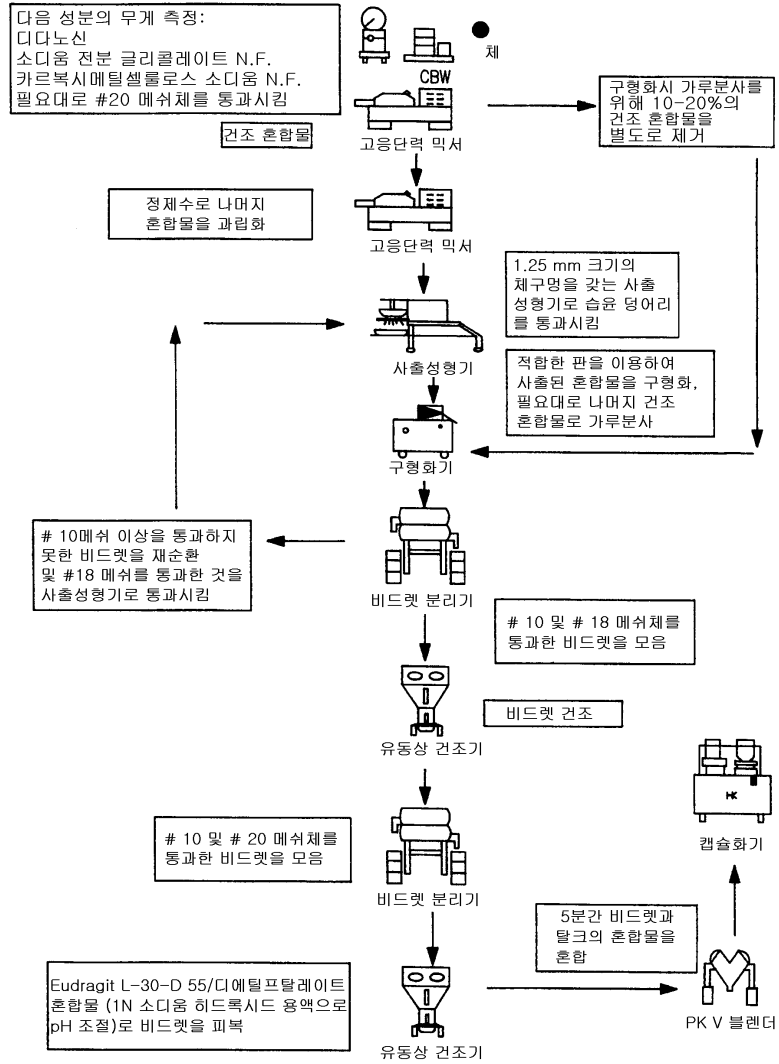 다음 성분의 무게 측정:
디다노신
소디움 전분 글리콜레이트 N.F.
카르복시메틸셀룰로스 소디움 N.F.
필요대로 #20 메쉬체를 통과시킴
체
CBW
건조 혼합물
고응단력 믹서
구형화시 가루분사를
위해 10-20%의
건조 혼합물을
별도로 제거
정제수로 나머지
혼합물을 과립화
고응단력 믹서
1.25 mm 크기의
체구멍을 갖는 사출
성형기로 습윤 덩어리
를 통과시킴
사출성형기
적합한 판을 이용하여
사출된 혼합물을 구형화,
필요대로 나머지 건조
혼합물로 가루분사
구형화기
# 10메쉬 이상을 통과하지
못한 비드렛을 재순환
및 #18 메쉬를 통과한 것을
사출성형기로 통과시킴
비드렛 분리기
# 10 및 # 18 메쉬체를
통과한 비드렛을 모음
비드렛 건조
유동상 건조기
HK
캡슐화기
# 10 및 # 20 메쉬체를
통과한 비드렛을 모음
비드렛 분리기
5분간 비드렛과
탈크의 혼합물을
혼합
PK V 블렌더
Eudragit L-30-D 55/디에틸프탈레이트
혼합물 (1N 소디움 히드록시드 용액으로
pH 조절)로 비드렛을 피복
유동상 건조기